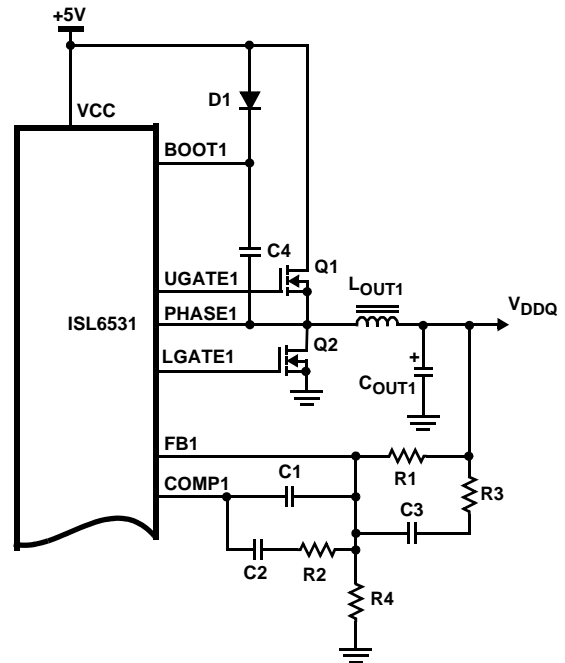 +5V
VCC
D1
BOOT1
C4
Q1
UGATE1
LOUT1
VDDQ
ISL6531
PHASE1
Q2
LGATE1
+
COUT1
FB1
R1
COMP1
C1
R3
C3
C2
R2
R4